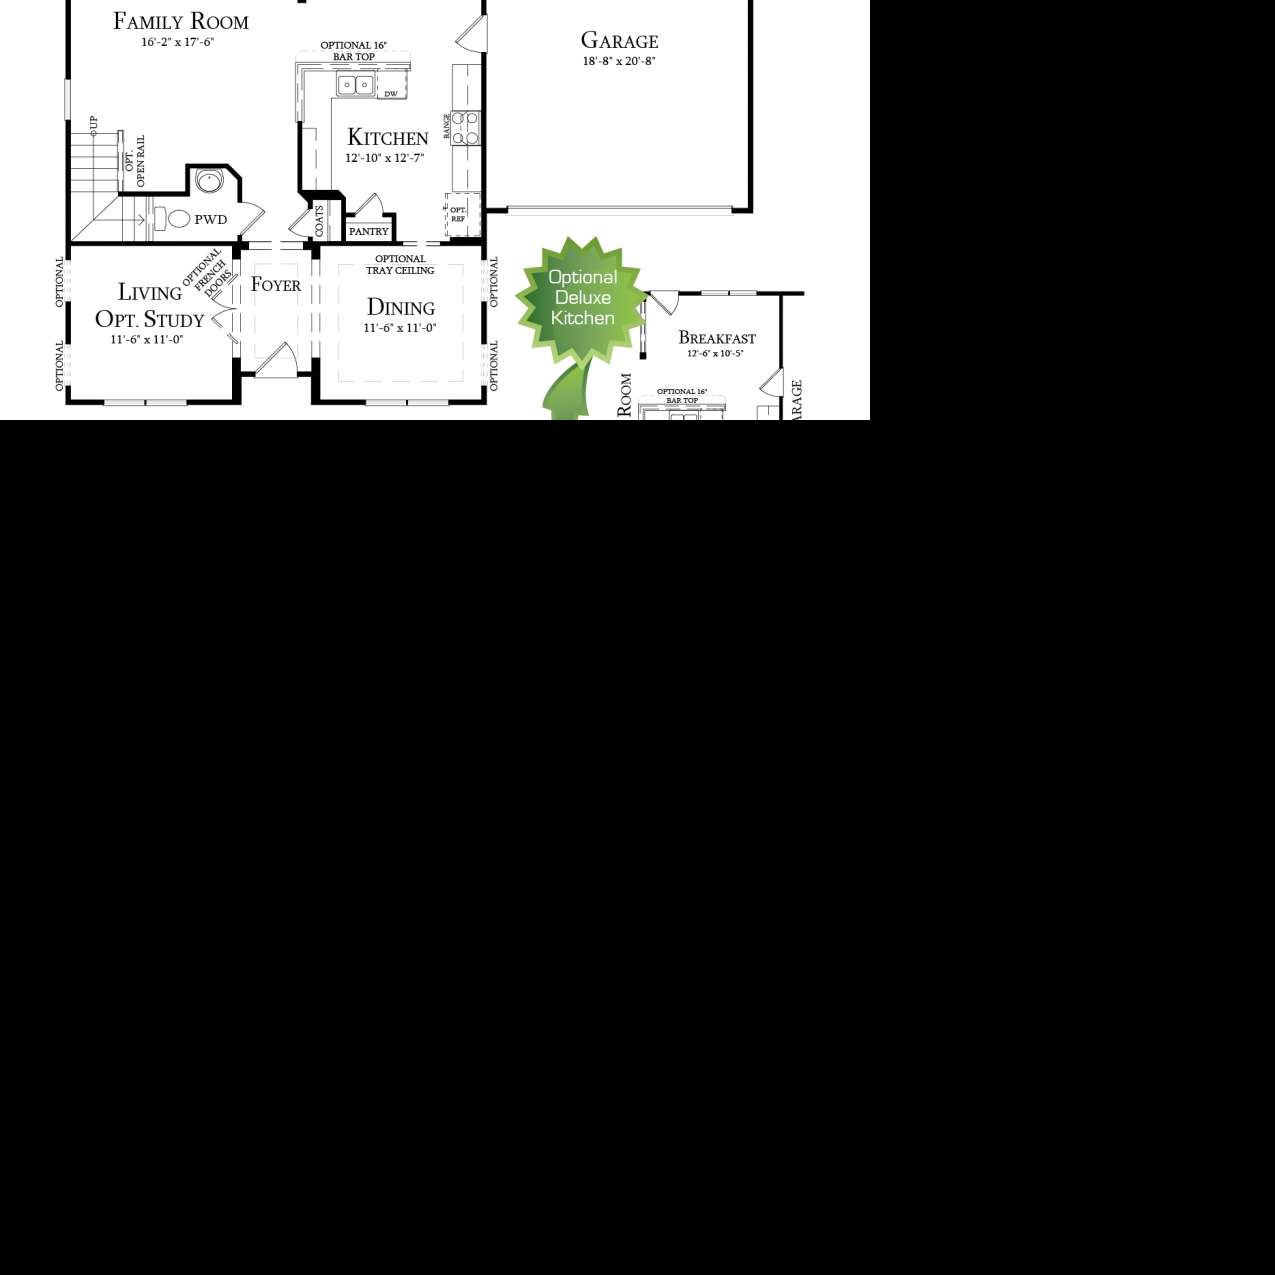 FAMILY ROOM
16'-2" x 17'-6"
GARAGE
18'-8" x 20'-8"
OPTIONAL 16"
BAR TOP
DW
RANGE
KITCHEN
12'-10" x 12'-7"
UP
OPT.
OPEN RAIL
PWD
COATS
PANTRY
OPT.
REF
OPTIONAL
OPTIONAL
FRENCH
DOORS
FOYER
LIVING
OPT. STUDY
11'-6" x 11'-0"
OPTIONAL
OPTIONAL
TRAY CEILING
DINING
11'-6" x 11'-0"
OPTIONAL
OPTIONAL
Optional
Deluxe
Kitchen
BREAKFAST
12'-6" x 10'-5"
OPTIONAL 16"
BAR TOP
ROOM
ARAGE